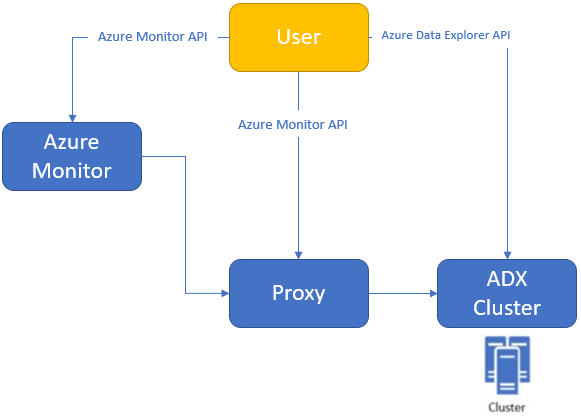 User
Azure Monitor API
Azure Data Explorer API
Azure Monitor API
Azure
Monitor
Proxy
ADX
Cluster
Cluster